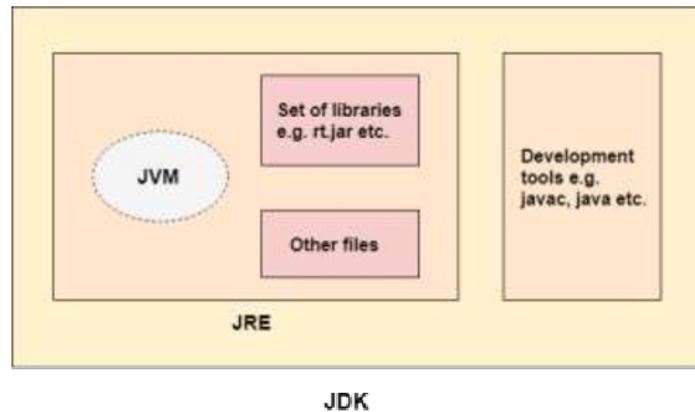 Set of libraries
e.g. rt.jar etc.
JVM
Development
tools e.g.
javac, java etc.
Other files
JRE
JDK